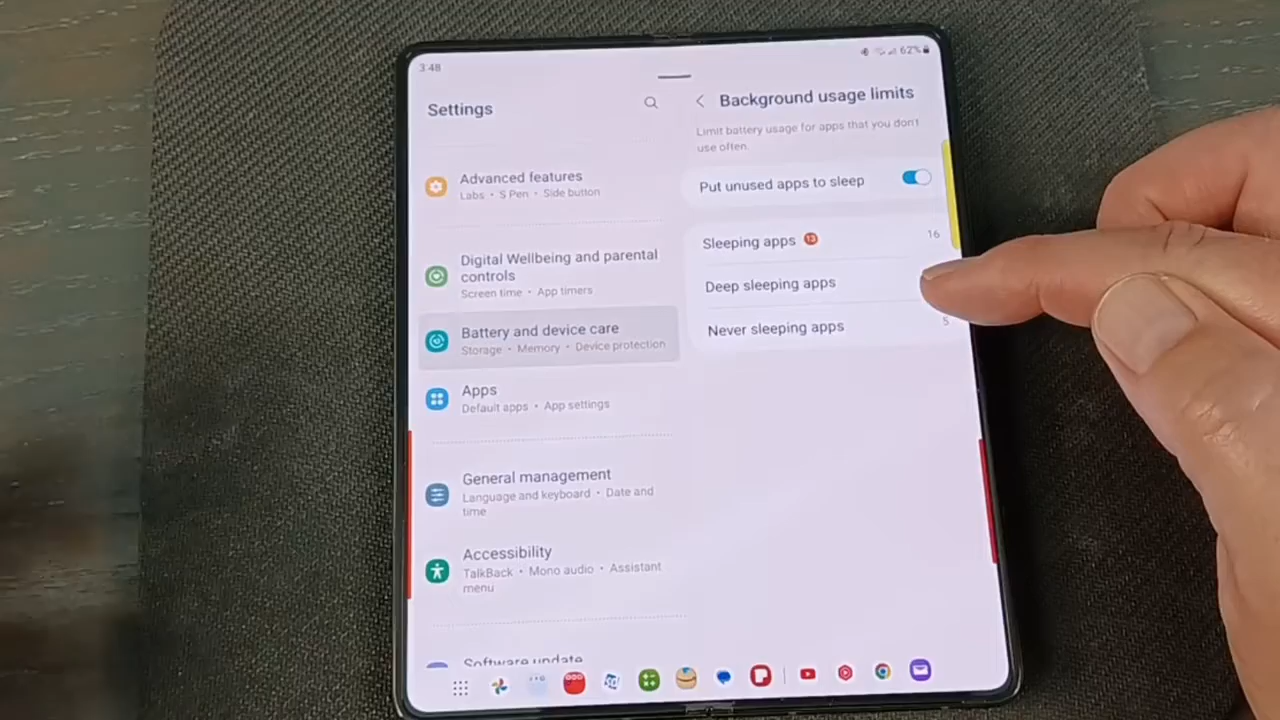 3:48
62%
Settings
Advanced features
Labs • S Pen • Side button
Digital Wellbeing and parental
controls
Screen time • App timers
Battery and device care
Storage • Memory • Device protection
Apps
Default apps • App settings
General management
Language and keyboard • Date and
time
Accessibility
TalkBack • Mono audio • Assistant
menu
Software update
Background usage limits
Limit battery usage for apps that you don't
use often.
Put unused apps to sleep
Sleeping apps 13 16
Deep sleeping apps
Never sleeping apps 5